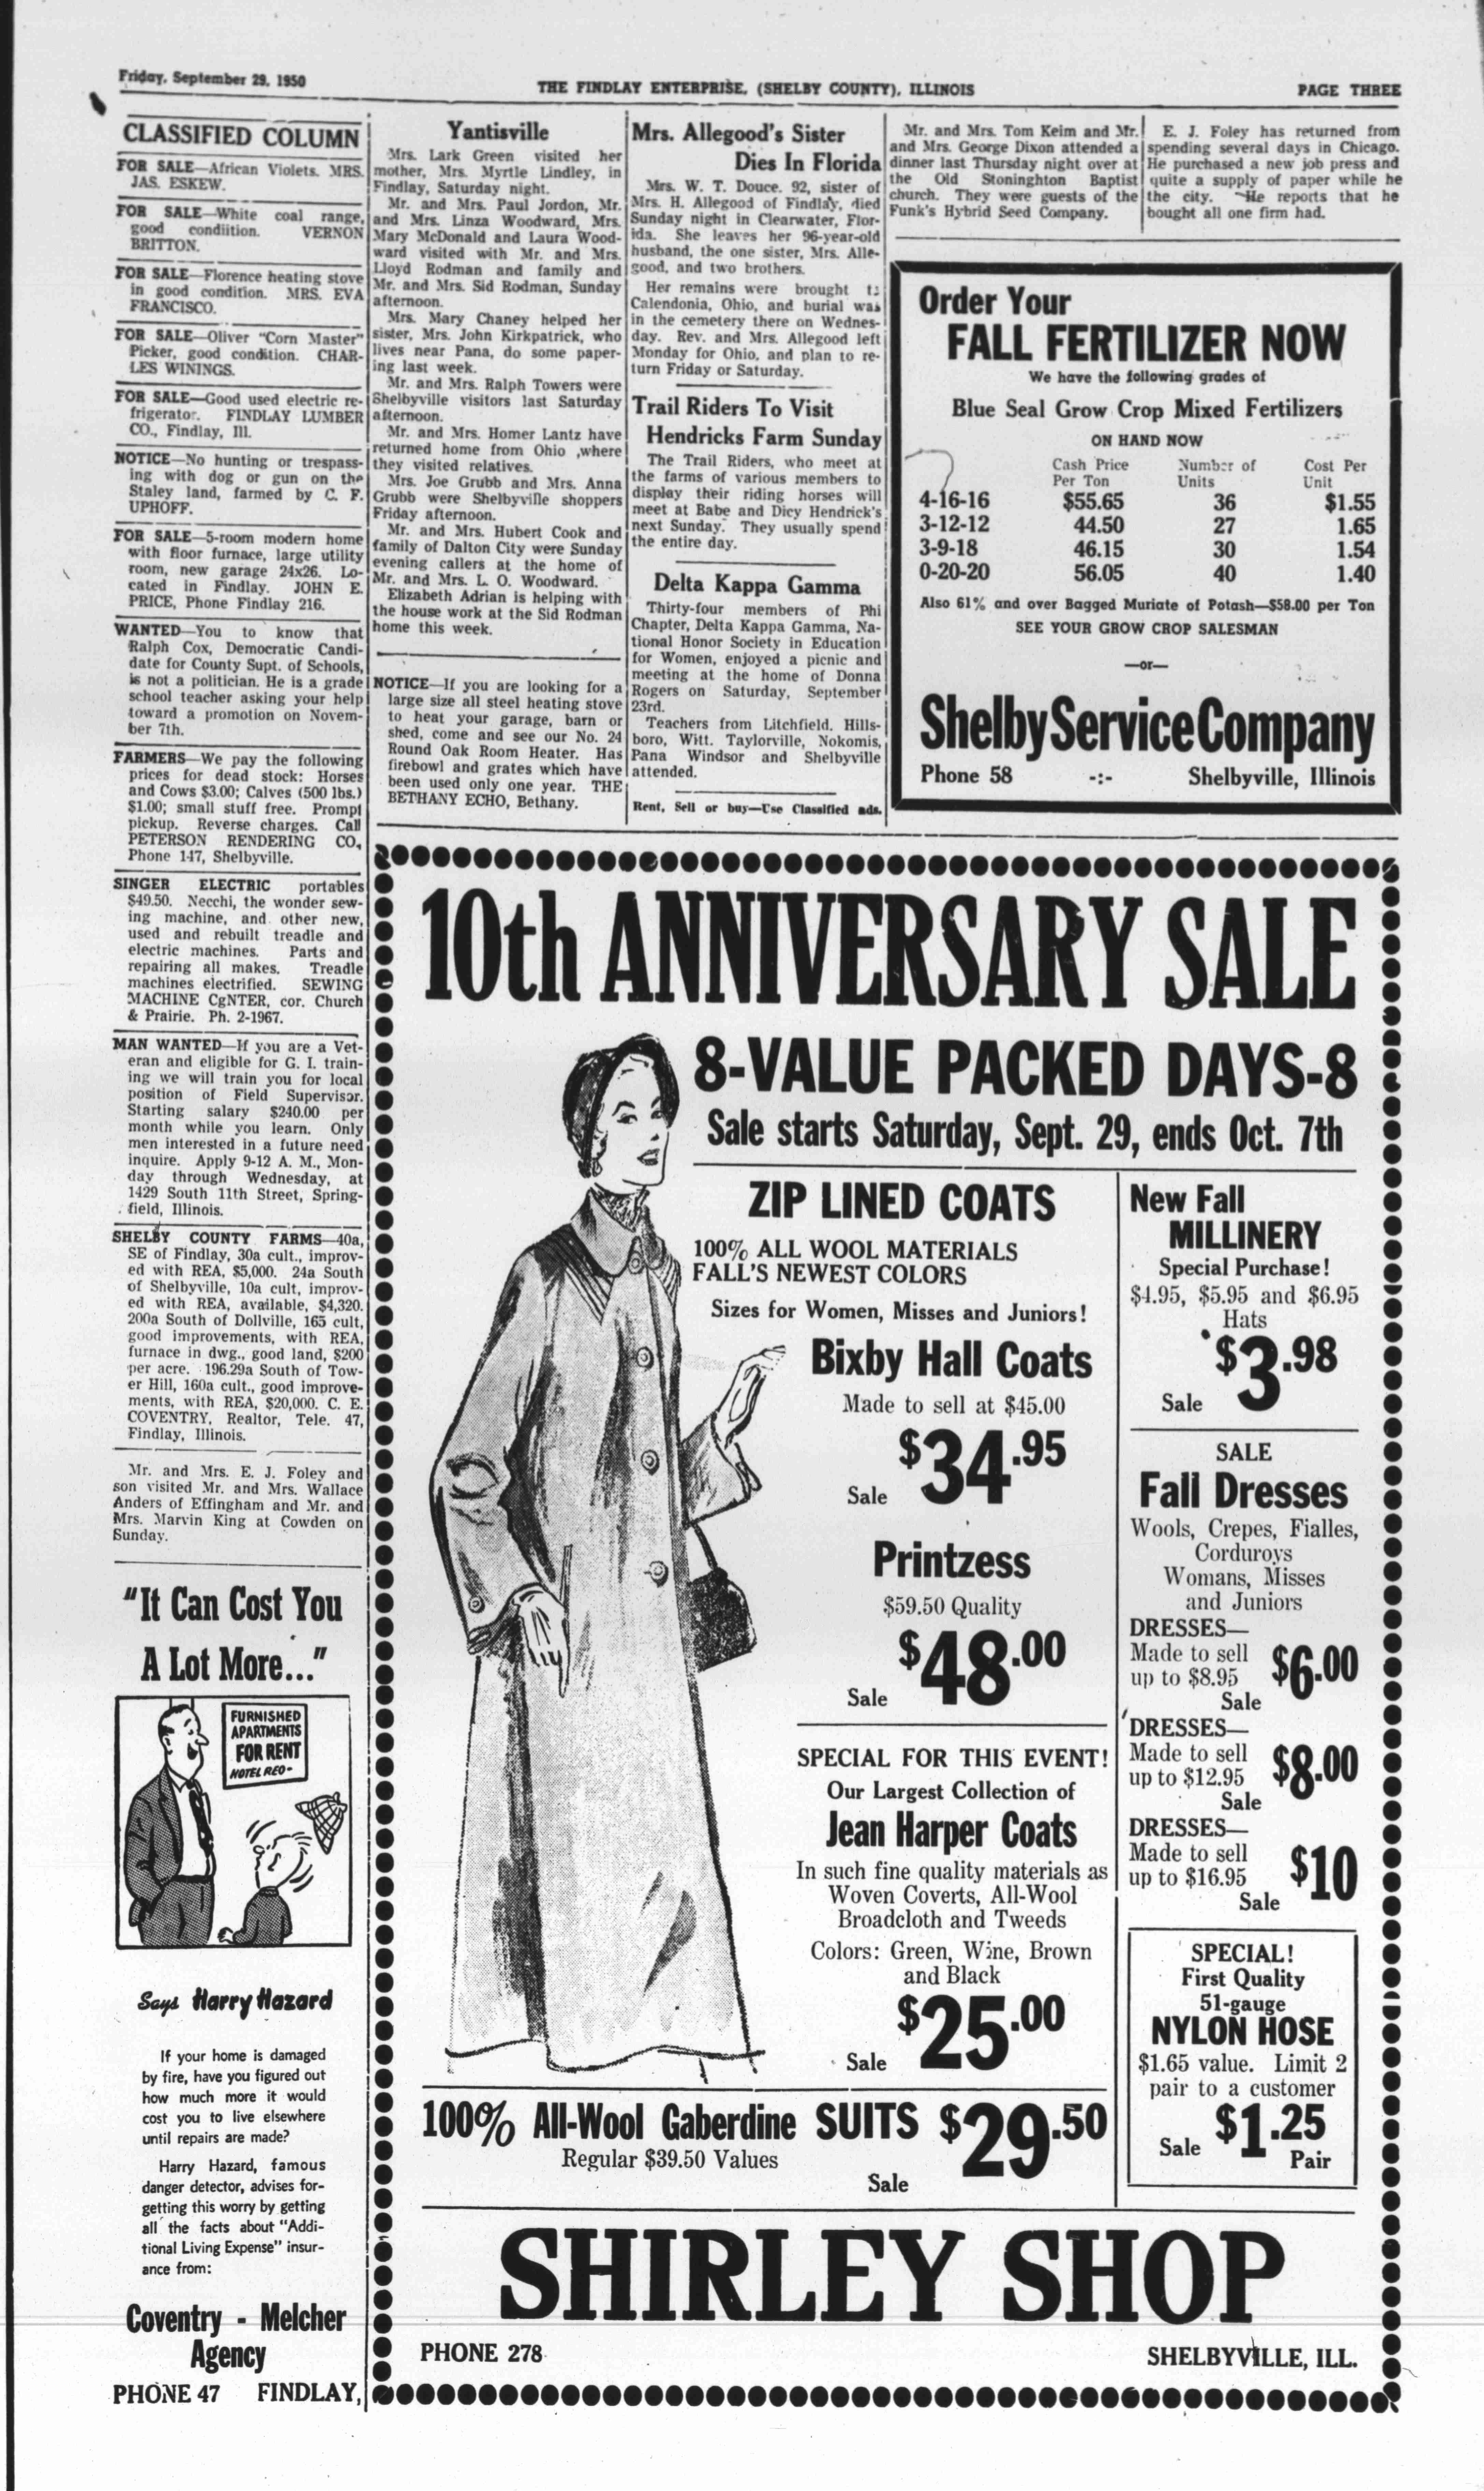 Friday, September 29, 1950
THE FINDLAY ENTERPRISE, (SHELBY COUNTY), ILLINOIS
PAGE THREE
CLASSIFIED COLUMN
FOR SALE—African Violets. MRS.
JAS. ESKEW.
FOR SALE—White coal range,
good condiition. VERNON
BRITTON.
FOR SALE—Florence heating stove
in good condition. MRS. EVA
FRANCISCO.
FOR SALE—Oliver "Corn Master"
Picker, good condition. CHAR-
LES WININGS.
FOR SALE—Good used electric re-
frigerator. FINDLAY LUMBER
CO., Findlay, Ill.
NOTICE—No hunting or trespass-
ing with dog or gun on the
Staley land, farmed by C. F.
UPHOFF.
FOR SALE—5-room modern home
with floor furnace, large utility
room, new garage 24x26. Lo-
cated in Findlay. JOHN E.
PRICE, Phone Findlay 216.
WANTED—You to know that
Ralph Cox, Democratic Candi-
date for County Supt. of Schools,
is not a politician. He is a grade
school teacher asking your help
toward a promotion on Novem-
ber 7th.
FARMERS—We pay the following
prices for dead stock: Horses
and Cows $3.00; Calves (500 lbs.)
$1.00; small stuff free. Prompt
pickup. Reverse charges. Call
PETERSON RENDERING CO,
Phone 147, Shelbyville.
SINGER ELECTRIC portables
$49.50. Necchi, the wonder sew-
ing machine, and other new,
used and rebuilt treadle and
electric machines. Parts and
repairing all makes. Treadle
machines electrified. SEWING
MACHINE CgNTER, cor. Church
& Prairie. Ph. 2-1967.
MAN WANTED—If you are a Vet-
eran and eligible for G. I. train-
ing we will train you for local
position of Field Supervisor.
Starting salary $240.00 per
month while you learn. Only
men interested in a future need
inquire. Apply 9-12 A. M., Mon-
day through Wednesday, at
1429 South 11th Street, Spring-
field, Illinois.
SHELBY COUNTY FARMS—40a,
SE of Findlay, 30a cult., improv-
ed with REA, $5,000. 24a South
of Shelbyville, 10a cult, improv-
ed with REA, available, $4,320.
200a South of Dollville, 165 cult,
good improvements, with REA,
furnace in dwg., good land, $200
per acre. 196.29a South of Tow-
er Hill, 160a cult., good improve-
ments, with REA, $20,000. C. E.
COVENTRY, Realtor, Tele. 47,
Findlay, Illinois.
Mr. and Mrs. E. J. Foley and
son visited Mr. and Mrs. Wallace
Anders of Effingham and Mr. and
Mrs. Marvin King at Cowden on
Sunday.
"It Can Cost You
A Lot More..."
FURNISHED
APARTMENTS
FOR RENT
HOTEL REO-
Says Harry Hazard
If your home is damaged
by fire, have you figured out
how much more it would
cost you to live elsewhere
until repairs are made?
Harry Hazard, famous
danger detector, advises for-
getting this worry by getting
all the facts about "Addi-
tional Living Expense" insur-
ance from:
Coventry - Melcher
Agency
PHONE 47 FINDLAY,
Yantisville
Mrs. Lark Green visited her
mother, Mrs. Myrtle Lindley, in
Findlay, Saturday night.
Mr. and Mrs. Paul Jordon, Mr.
and Mrs. Linza Woodward, Mrs.
Mary McDonald and Laura Wood-
ward visited with Mr. and Mrs.
Lloyd Rodman and family and
Mr. and Mrs. Sid Rodman, Sunday
afternoon.
Mrs. Mary Chaney helped her
sister, Mrs. John Kirkpatrick, who
lives near Pana, do some paper-
ing last week.
Mr. and Mrs. Ralph Towers were
Shelbyville visitors last Saturday
afternoon.
Mr. and Mrs. Homer Lantz have
returned home from Ohio ,where
they visited relatives.
Mrs. Joe Grubb and Mrs. Anna
Grubb were Shelbyville shoppers
Friday afternoon.
Mr. and Mrs. Hubert Cook and
family of Dalton City were Sunday
evening callers at the home of
Mr. and Mrs. L. O. Woodward.
Elizabeth Adrian is helping with
the house work at the Sid Rodman
home this week.
NOTICE—If you are looking for a
large size all steel heating stove
to heat your garage, barn or
shed, come and see our No. 24
Round Oak Room Heater. Has
firebowl and grates which have
been used only one year. THE
BETHANY ECHO, Bethany.
Mrs. Allegood's Sister
Dies In Florida
Mrs. W. T. Douce. 92, sister of
Mrs. H. Allegood of Findlay, died
Sunday night in Clearwater, Flor-
ida. She leaves her 96-year-old
husband, the one sister, Mrs. Alle-
good, and two brothers.
Her remains were brought to
Calendonia, Ohio, and burial was
in the cemetery there on Wednes-
day. Rev. and Mrs. Allegood left
Monday for Ohio, and plan to re-
turn Friday or Saturday.
Trail Riders To Visit
Hendricks Farm Sunday
The Trail Riders, who meet at
the farms of various members to
display their riding horses will
meet at Babe and Dicy Hendrick's
next Sunday. They usually spend
the entire day.
Delta Kappa Gamma
Thirty-four members of Phi
Chapter, Delta Kappa Gamma, Na-
tional Honor Society in Education
for Women, enjoyed a picnic and
meeting at the home of Donna
Rogers on Saturday, September
23rd.
Teachers from Litchfield, Hills-
boro, Witt. Taylorville, Nokomis,
Pana Windsor and Shelbyville
attended.
Rent, Sell or buy—Use Classified ads.
Mr. and Mrs. Tom Keim and Mr.
and Mrs. George Dixon attended a
dinner last Thursday night over at
the Old Stoninghton Baptist
church. They were guests of the
Funk's Hybrid Seed Company.
E. J. Foley has returned from
spending several days in Chicago.
He purchased a new job press and
quite a supply of paper while he
the city. He reports that he
bought all one firm had.
Order Your
FALL FERTILIZER NOW
We have the following grades of
Blue Seal Grow Crop Mixed Fertilizers
ON HAND NOW
Cash Price Number of Cost Per
Per Ton Units Unit
4-16-16 $55.65 36 $1.55
3-12-12 44.50 27 1.65
3-9-18 46.15 30 1.54
0-20-20 56.05 40 1.40
Also 61% and over Bagged Muriate of Potash—$58.00 per Ton
SEE YOUR GROW CROP SALESMAN
—or—
Shelby Service Company
Phone 58 -:- Shelbyville, Illinois
10th ANNIVERSARY SALE
8-VALUE PACKED DAYS-8
Sale starts Saturday, Sept. 29, ends Oct. 7th
ZIP LINED COATS
100% ALL WOOL MATERIALS
FALL'S NEWEST COLORS
Sizes for Women, Misses and Juniors!
Bixby Hall Coats
Made to sell at $45.00
Sale $34.95
Printzess
$59.50 Quality
Sale $48.00
SPECIAL FOR THIS EVENT!
Our Largest Collection of
Jean Harper Coats
In such fine quality materials as
Woven Coverts, All-Wool
Broadcloth and Tweeds
Colors: Green, Wine, Brown
and Black
Sale $25.00
100% All-Wool Gaberdine SUITS $29.50
Regular $39.50 Values
Sale
New Fall
MILLINERY
Special Purchase!
$4.95, $5.95 and $6.95
Hats
Sale $3.98
SALE
Fall Dresses
Wools, Crepes, Fialles,
Corduroys
Womans, Misses
and Juniors
DRESSES—
Made to sell
up to $8.95 $6.00
Sale
DRESSES—
Made to sell
up to $12.95 $8.00
Sale
DRESSES—
Made to sell
up to $16.95 $10
Sale
SPECIAL!
First Quality
51-gauge
NYLON HOSE
$1.65 value. Limit 2
pair to a customer
Sale $1.25
Pair
SHIRLEY SHOP
PHONE 278
SHELBYVILLE, ILL.